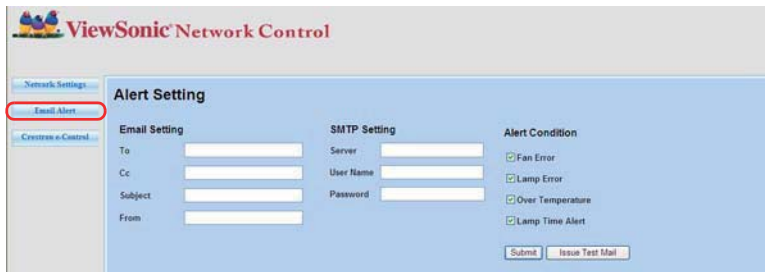 ViewSonic® Network Control
Network Settings
Email Alert
Crestron e-Control
Alert Setting
Email Setting
To
Cc
Subject
From
SMTP Setting
Server
User Name
Password
Alert Condition
Fan Error
Lamp Error
Over Temperature
Lamp Time Alert
Submit
Issue Test Mail